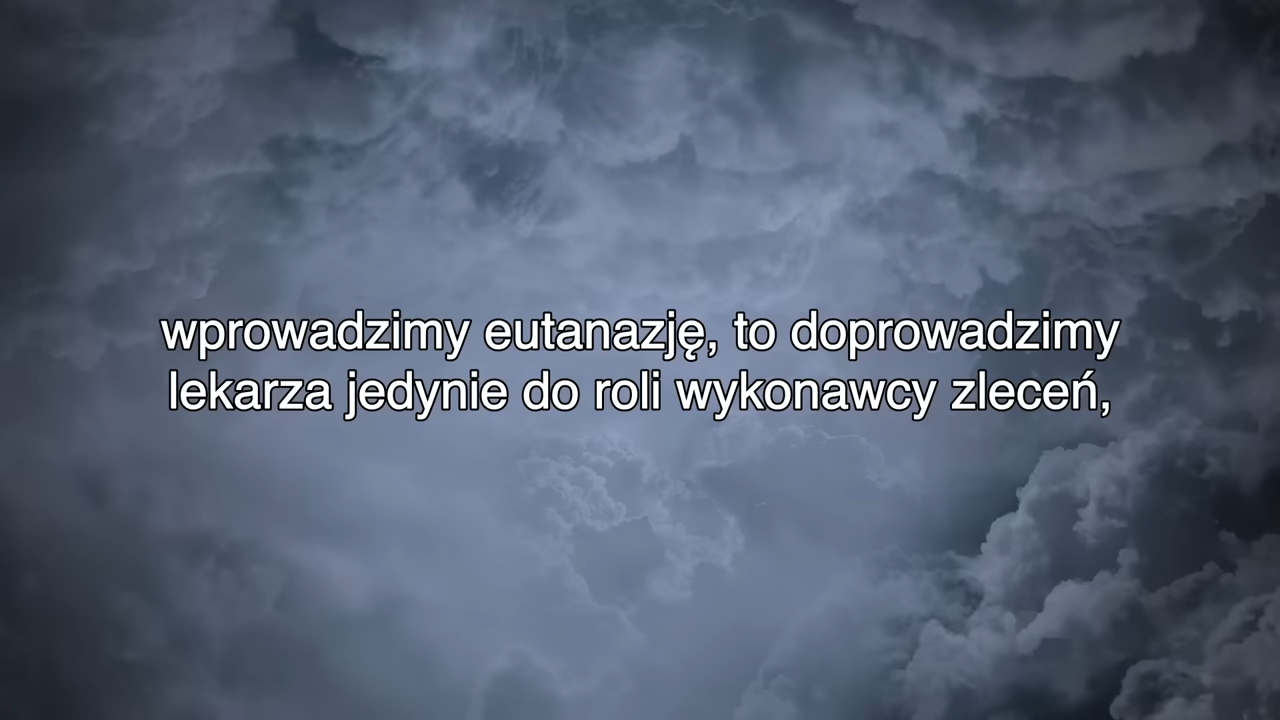 wprowadzimy eutanazję, to doprowadzimy
lekarza jedynie do roli wykonawcy zleceń,